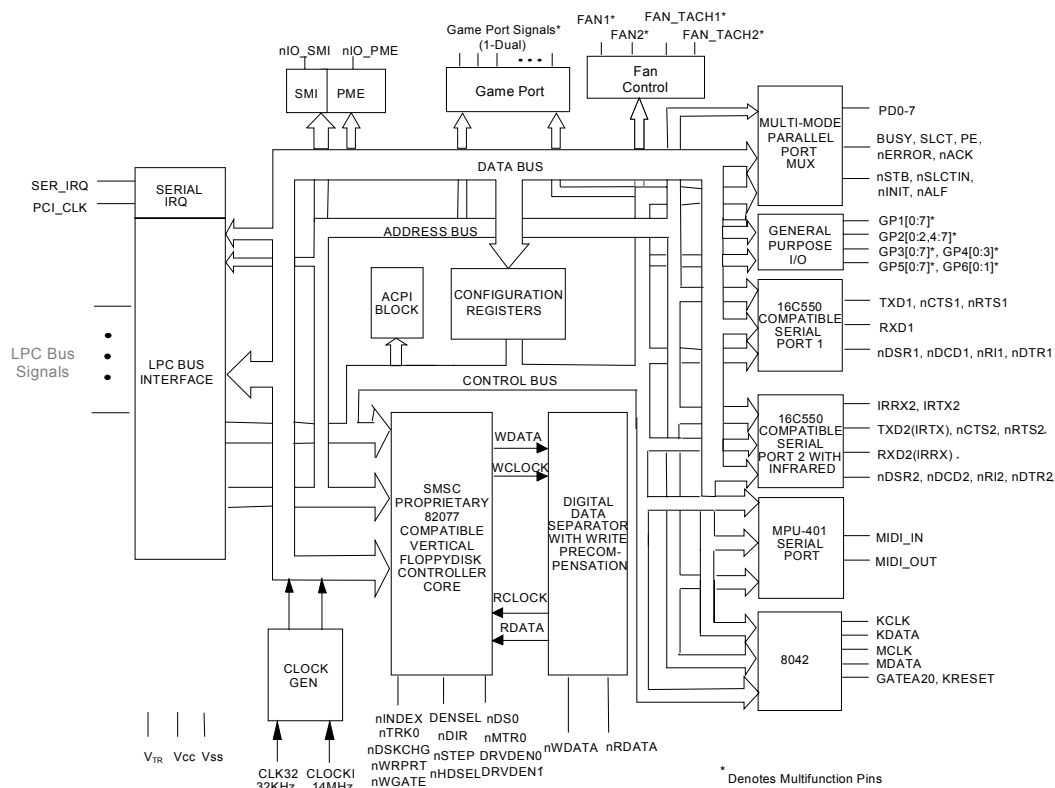 FAN1*
FAN_TACH1*
FAN2*
FAN_TACH2*
Game Port Signals*
(1-Dual)
nIO_SMI
nIO_PME
SMI
PME
Game Port
Fan
Control
MULTI-MODE
PARALLEL
PORT
MUX
PD0-7
BUSY, SLCT, PE,
nERROR, nACK
nSTB, nSLCTIN,
nINIT, nALF
DATA BUS
SER_IRQ
PCI_CLK
SERIAL
IRQ
ADDRESS BUS
GENERAL
PURPOSE
I/O
GP1[0:7]*
GP2[0:2,4:7]*
GP3[0:7]*, GP4[0:3]*
GP5[0:7]*, GP6[0:1]*
ACPI
BLOCK
CONFIGURATION
REGISTERS
16C550
COMPATIBLE
SERIAL
PORT 1
TXD1, nCTS1, nRTS1
RXD1
nDSR1, nDCD1, nRI1, nDTR1
LPC Bus
Signals
LPC BUS
INTERFACE
CONTROL BUS
16C550
COMPATIBLE
SERIAL
PORT 2 WITH
INFRARED
IRRX2, IRTX2
TXD2(IRTX), nCTS2, nRTS2.
RXD2(IRRX) .
nDSR2, nDCD2, nRI2, nDTR2
SMSC
PROPRIETARY
82077
COMPATIBLE
VERTICAL
FLOPPYDISK
CONTROLLER
CORE
WDATA
WCLOCK
RCLOCK
RDATA
DIGITAL
DATA
SEPARATOR
WITH WRITE
PRECOM-
PENSATION
MPU-401
SERIAL
PORT
MIDI_IN
MIDI_OUT
8042
KCLK
KDATA
MCLK
MDATA
GATEA20, KRESET
CLOCK
GEN
VTR Vcc Vss
CLK32
32KHz
CLOCKI
14MHz
nINDEX
nTRK0
nDSKCHG
nWRPRT
nWGATE
DENSEL
nDIR
nSTEP
nHDSEL
nDS0
nMTR0
DRVDEN0
DRVDEN1
nWDATA
nRDATA
* Denotes Multifunction Pins